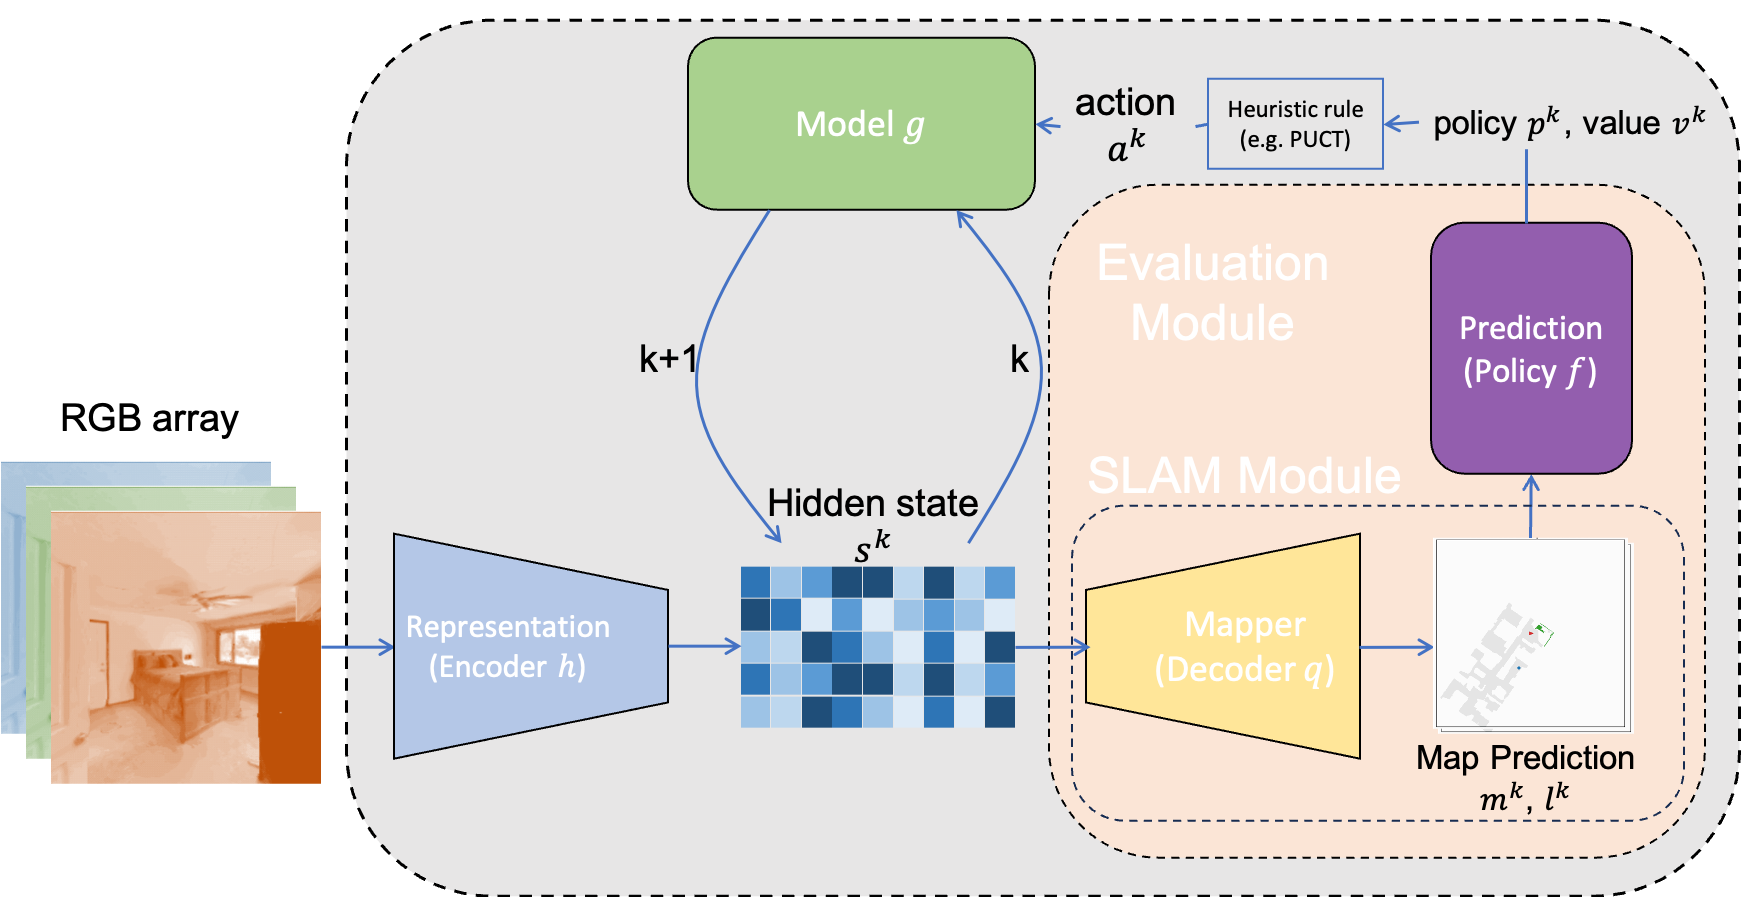 Model g
action
a^k
Heuristic rule
(e.g. PUCT)
policy p^k, value v^k
Evaluation
Module
Prediction
(Policy f)
k+1
k
RGB array
SLAM Module
Hidden state
s^k
Representation
(Encoder h)
Mapper
(Decoder q)
Map Prediction
m^k, l^k